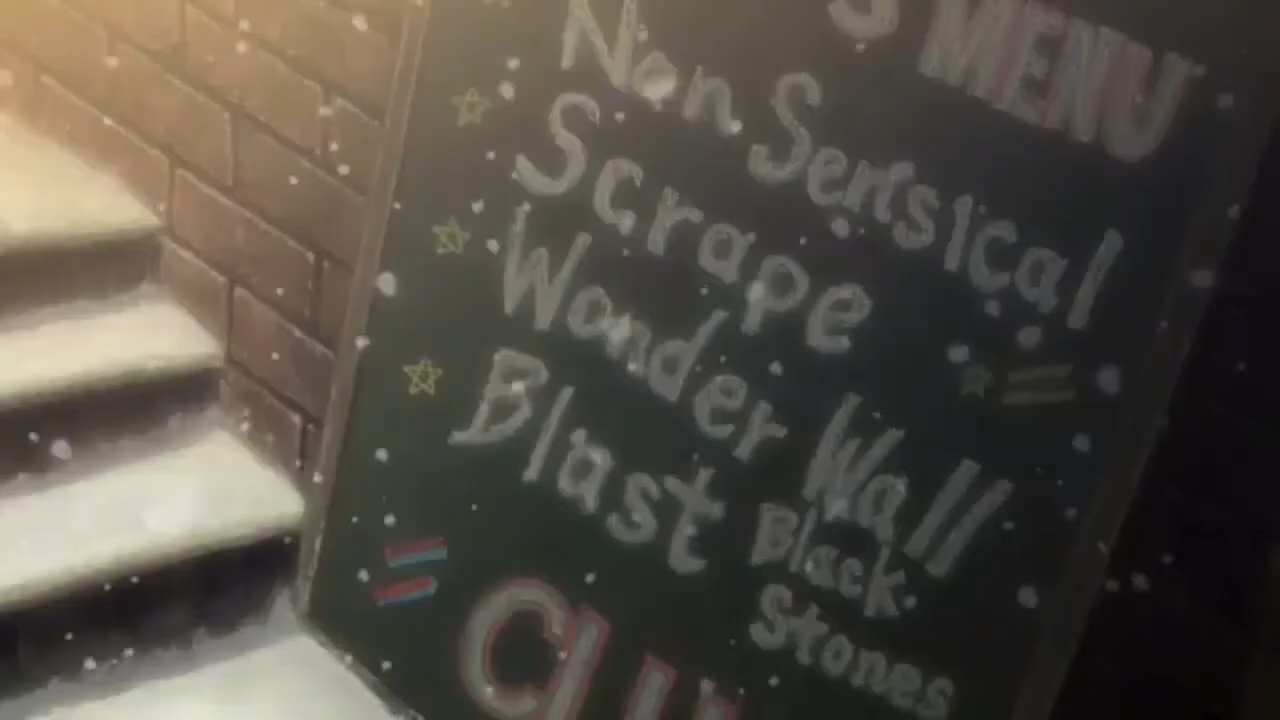 S MENU
Non Sensical
Scrape
Wonder Wall
Blast Black
Stones